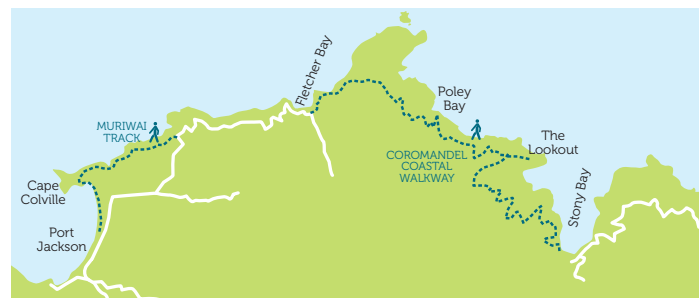 Fletcher Bay
Poley
Bay
MURIWAI
TRACK
The
Lookout
COROMANDEL
COASTAL
WALKWAY
Cape
Colville
Stony Bay
Port
Jackson